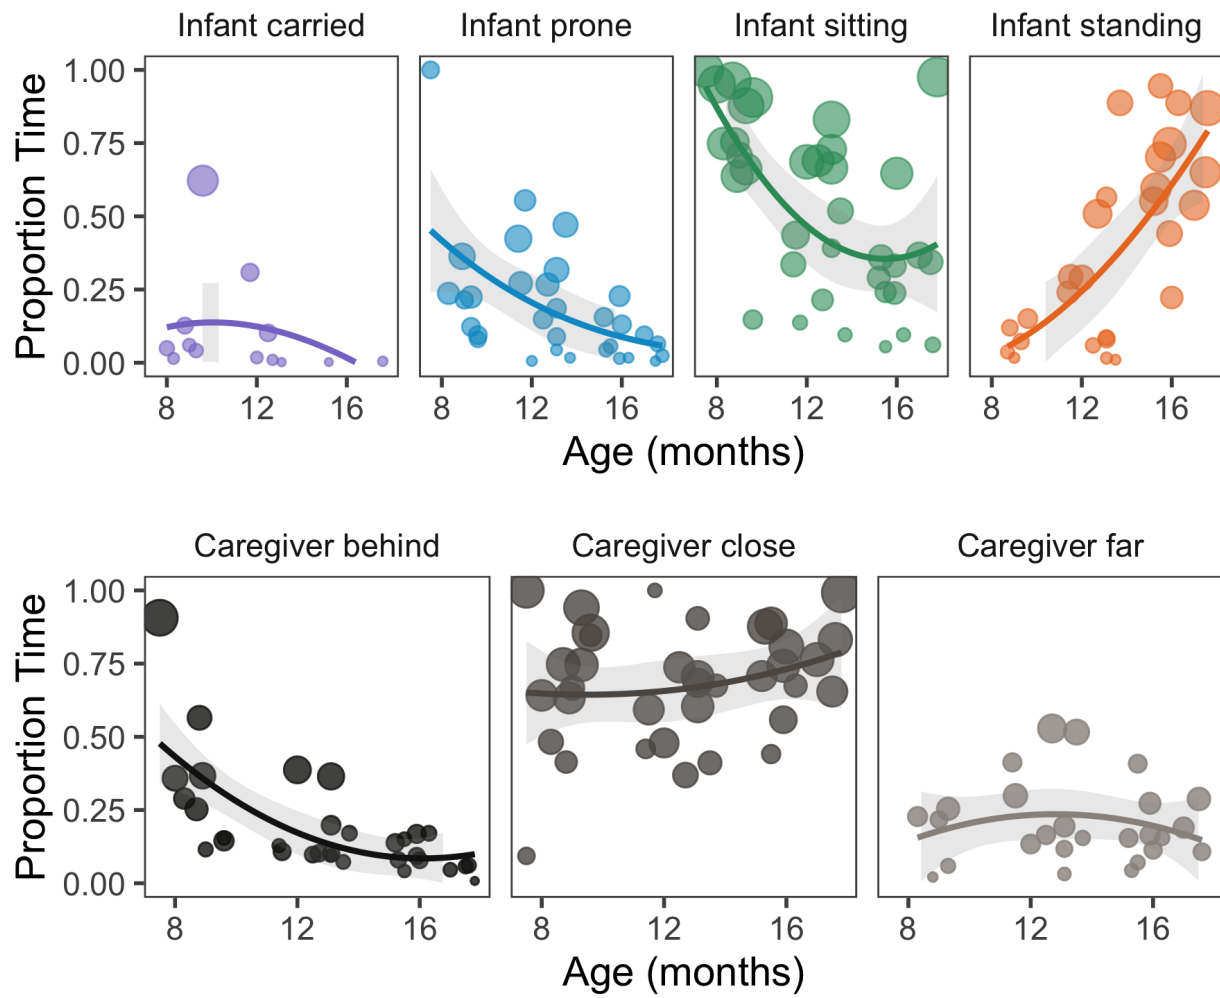 Infant carried Infant prone Infant sitting Infant standing
Proportion Time
1.00
0.75
0.50
0.25
0.00
8 12 16 8 12 16 8 12 16 8 12 16
Age (months)
Caregiver behind Caregiver close Caregiver far
Proportion Time
1.00
0.75
0.50
0.25
0.00
8 12 16 8 12 16 8 12 16
Age (months)